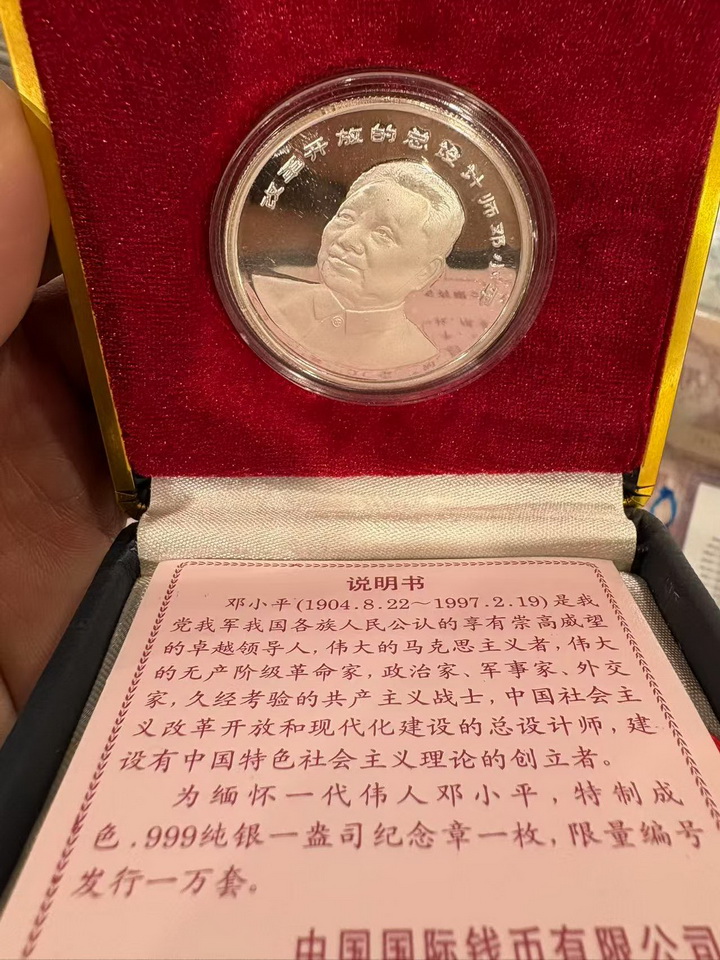 改革开放的总设计师邓小平
说明书
邓小平(1904.8.22～1997.2.19)是我
党我军我国各族人民公认的享有崇高威望
的卓越领导人，伟大的马克思主义者，伟大
的无产阶级革命家，政治家、军事家、外交
家，久经考验的共产主义战士，中国社会主
义改革开放和现代化建设的总设计师，建
设有中国特色社会主义理论的创立者。
为缅怀一代伟人邓小平，特制成
色.999纯银一盎司纪念章一枚，限量编号
发行一万套。
中国国际钱币有限公司